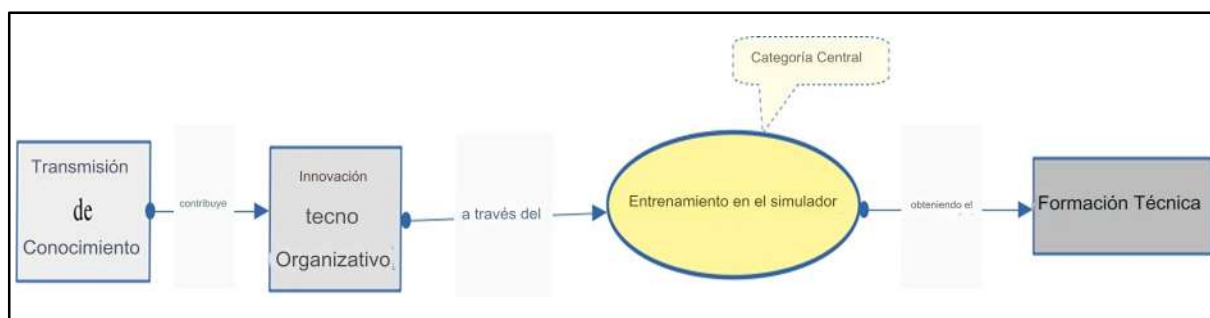 Categoría Central
Transmisión
de
Conocimiento
contribuye
Innovación
tecno
Organizativo
a través del
Entrenamiento en el simulador
obteniendo el
Formación Técnica